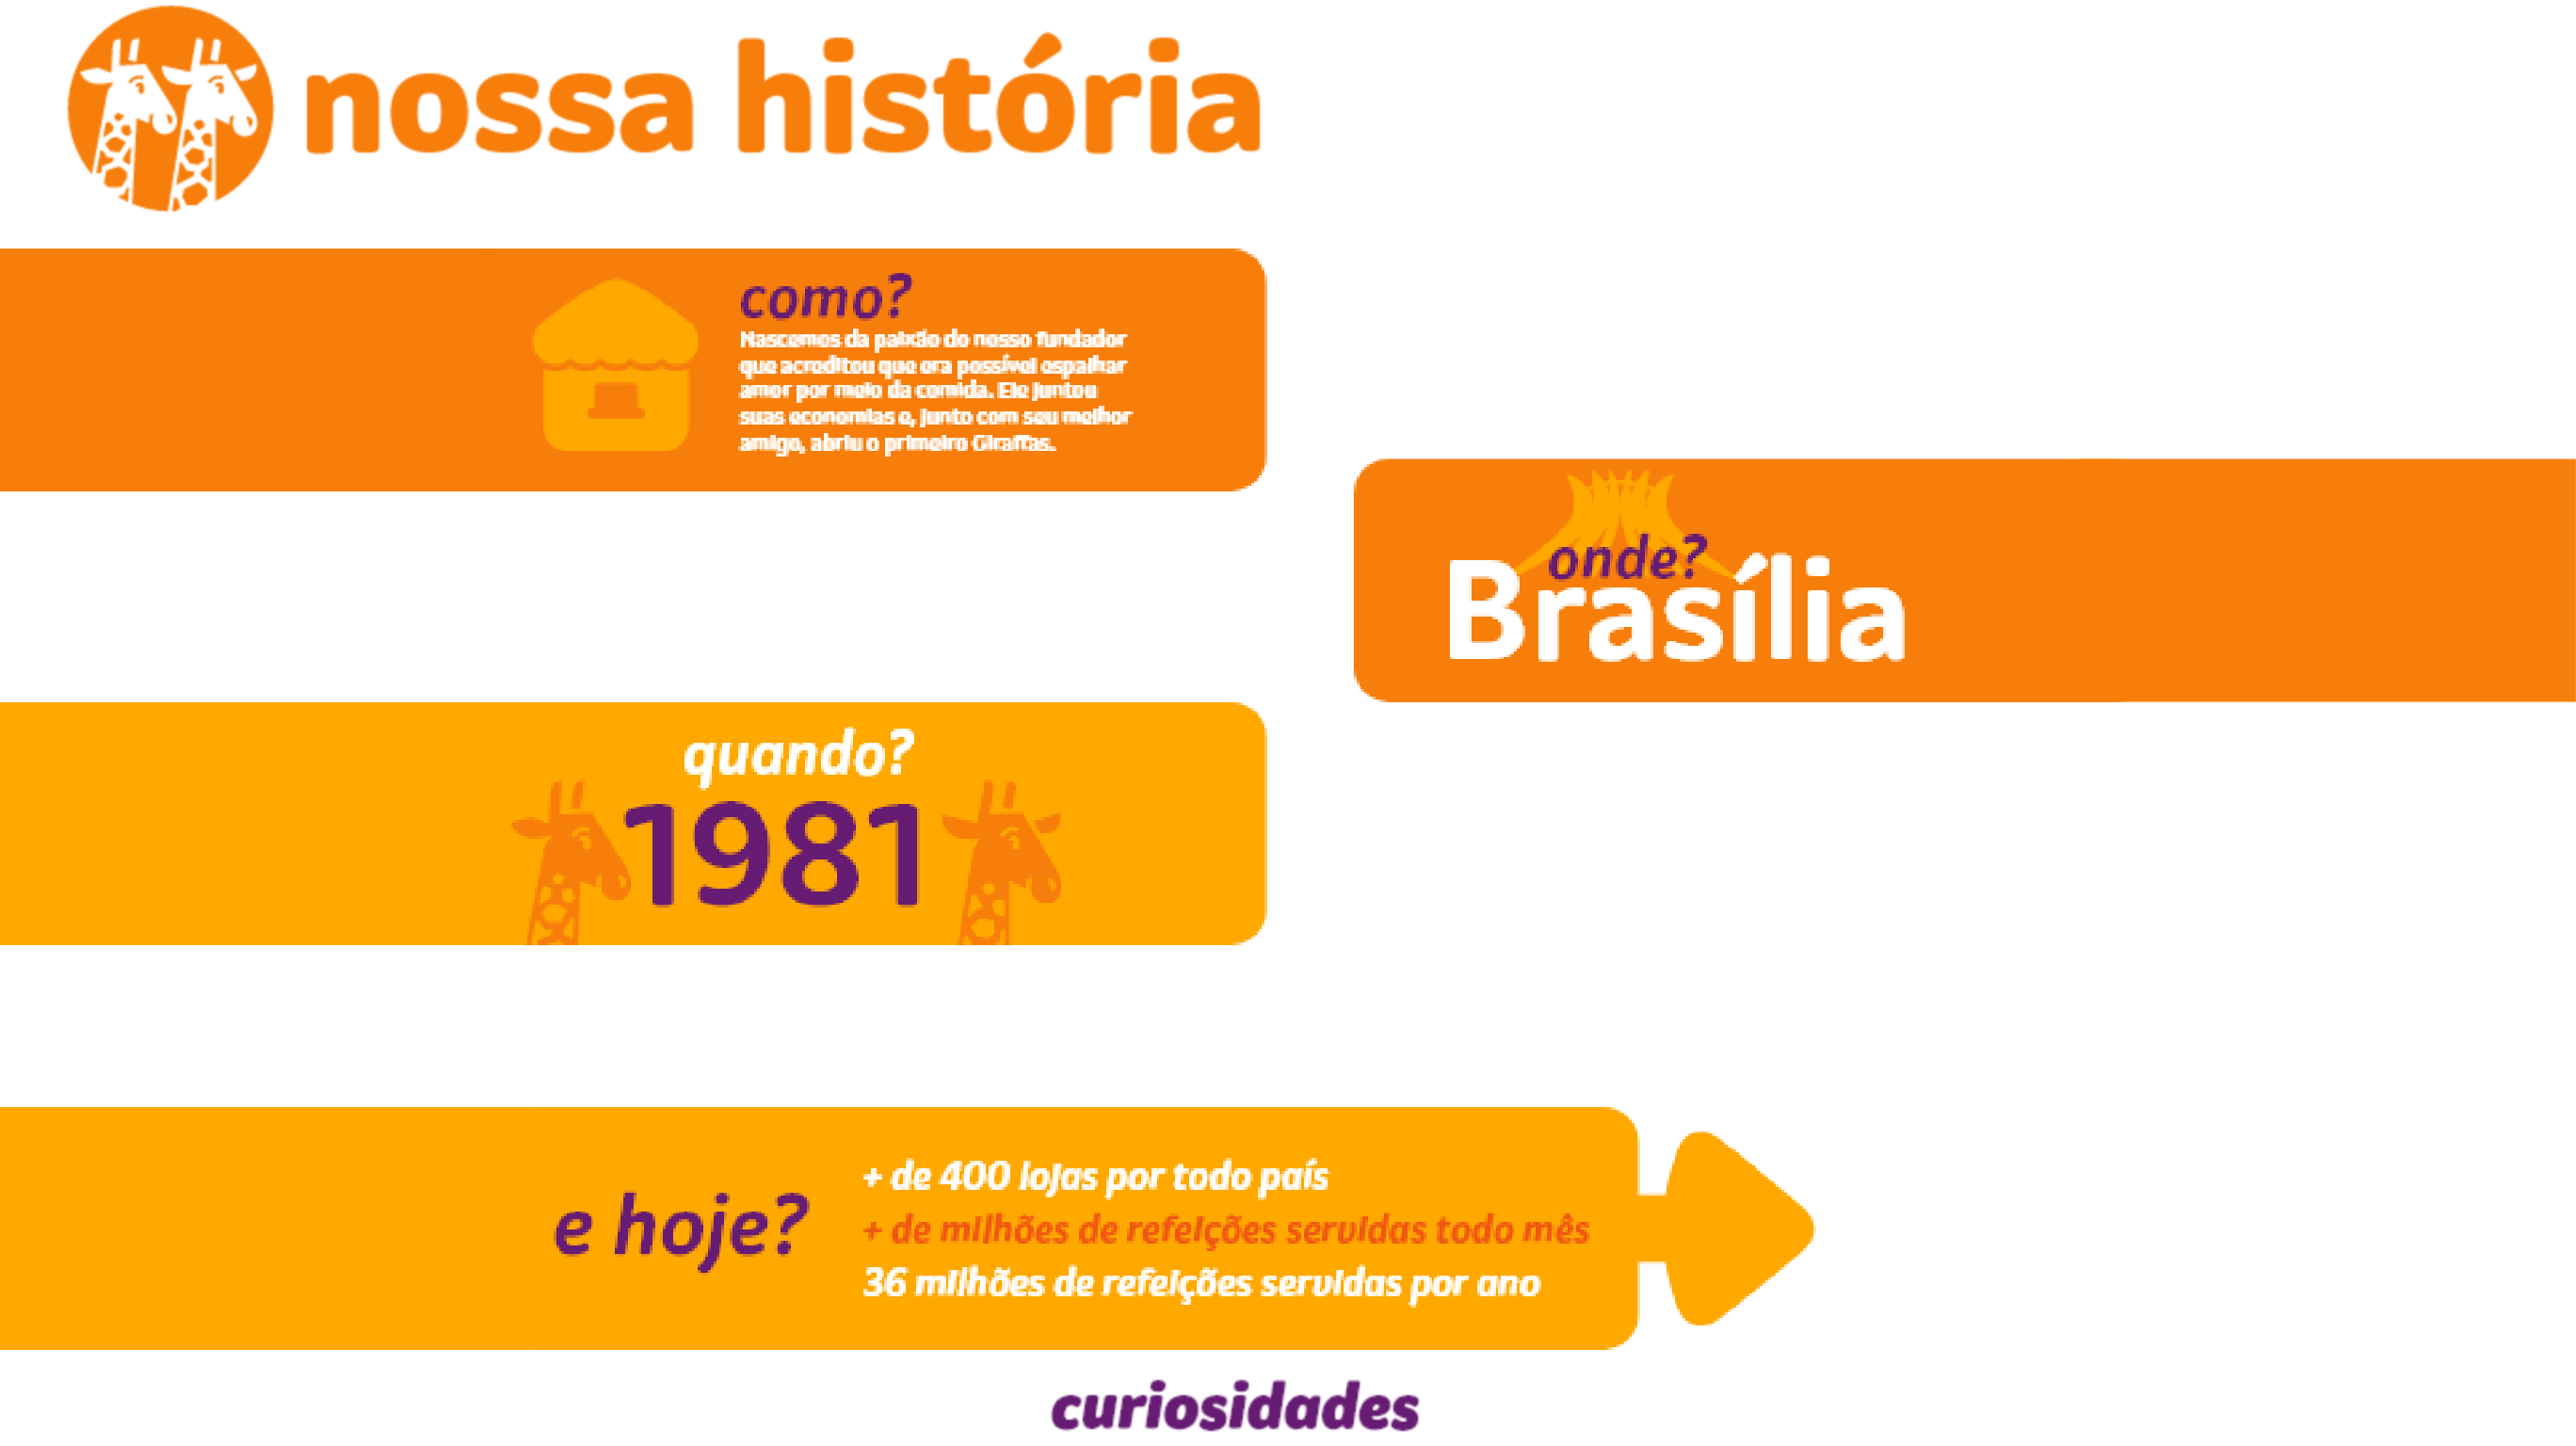 nossa história
como?
Nascemos da paixão do nosso fundador
que acreditou que era possível espalhar
amor por meio da comida. Ele juntou
suas economias e, junto com seu melhor
amigo, abriu o primeiro Giraffas.
onde?
Brasília
quando?
1981
e hoje?
+ de 400 lojas por todo país
+ de milhões de refeições servidas todo mês
36 milhões de refeições servidas por ano
curiosidades